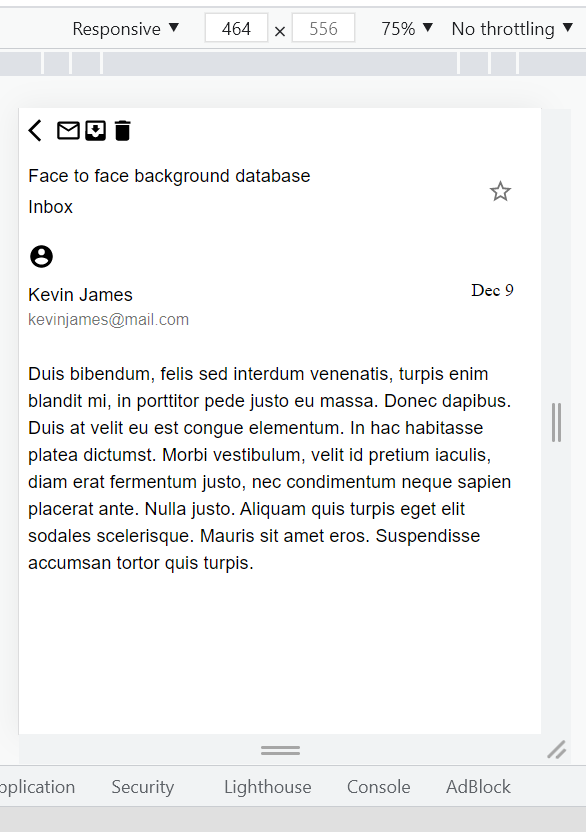 Responsive ▼ 464 × 556 75% ▼ No throttling ▼
Face to face background database
Inbox
Kevin James
Dec 9
kevinjames@mail.com
Duis bibendum, felis sed interdum venenatis, turpis enim
blandit mi, in porttitor pede justo eu massa. Donec dapibus.
Duis at velit eu est congue elementum. In hac habitasse
platea dictumst. Morbi vestibulum, velit id pretium iaculis,
diam erat fermentum justo, nec condimentum neque sapien
placerat ante. Nulla justo. Aliquam quis turpis eget elit
sodales scelerisque. Mauris sit amet eros. Suspendisse
accumsan tortor quis turpis.
pplication Security Lighthouse Console AdBlock